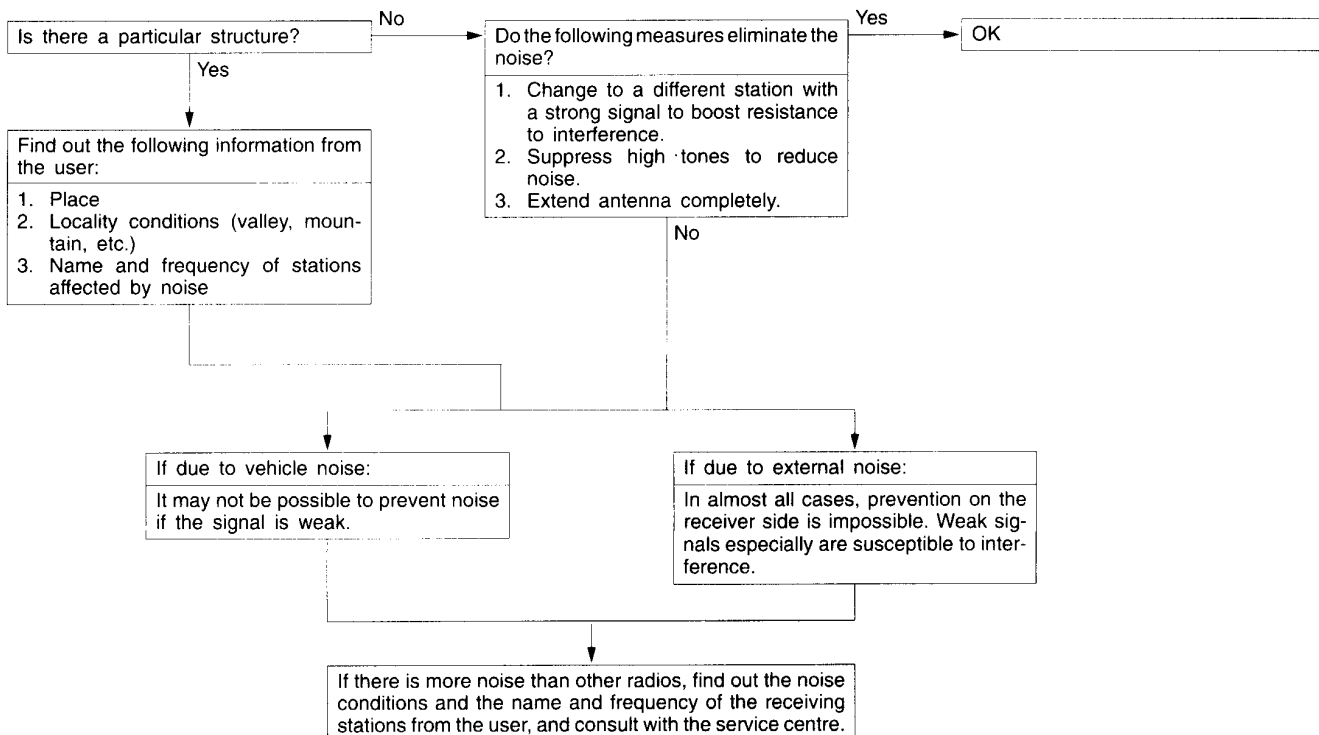 Is there a particular structure?
No
Yes
Do the following measures eliminate the
noise?
1. Change to a different station with
a strong signal to boost resistance
to interference.
2. Suppress high tones to reduce
noise.
3. Extend antenna completely.
Yes
OK
No
Find out the following information from
the user:
1. Place
2. Locality conditions (valley, moun-
tain, etc.)
3. Name and frequency of stations
affected by noise
If due to vehicle noise:
It may not be possible to prevent noise
if the signal is weak.
If due to external noise:
In almost all cases, prevention on the
receiver side is impossible. Weak sig-
nals especially are susceptible to inter-
ference.
If there is more noise than other radios, find out the noise
conditions and the name and frequency of the receiving
stations from the user, and consult with the service centre.